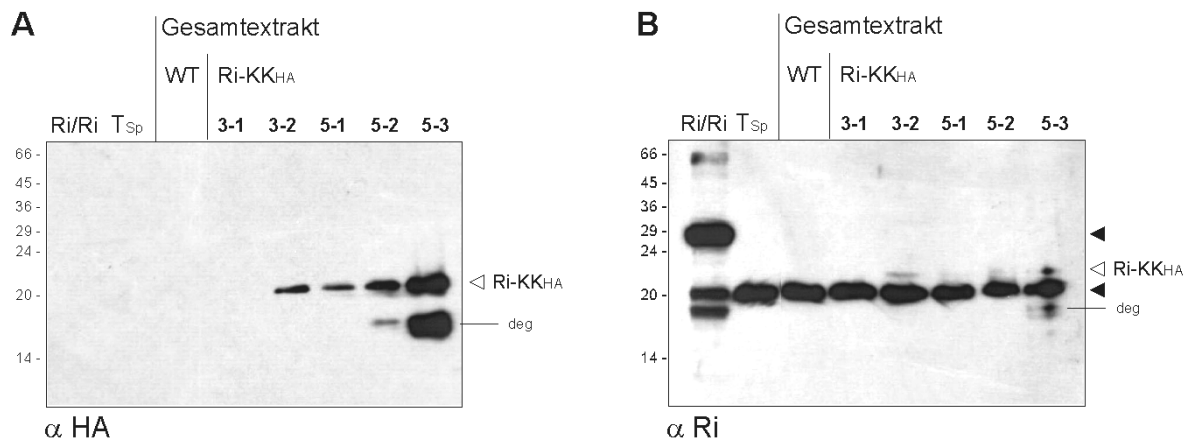 A
Gesamtextrakt
WT Ri-KKHA
Ri/Ri TSp 3-1 3-2 5-1 5-2 5-3
66 -
45 -
36 -
29 -
24 -
20 -
14 -
Ri-KKHA
deg
α HA
B
Gesamtextrakt
WT Ri-KKHA
Ri/Ri TSp 3-1 3-2 5-1 5-2 5-3
66 -
45 -
36 -
29 -
24 -
20 -
14 -
Ri-KKHA
deg
α Ri